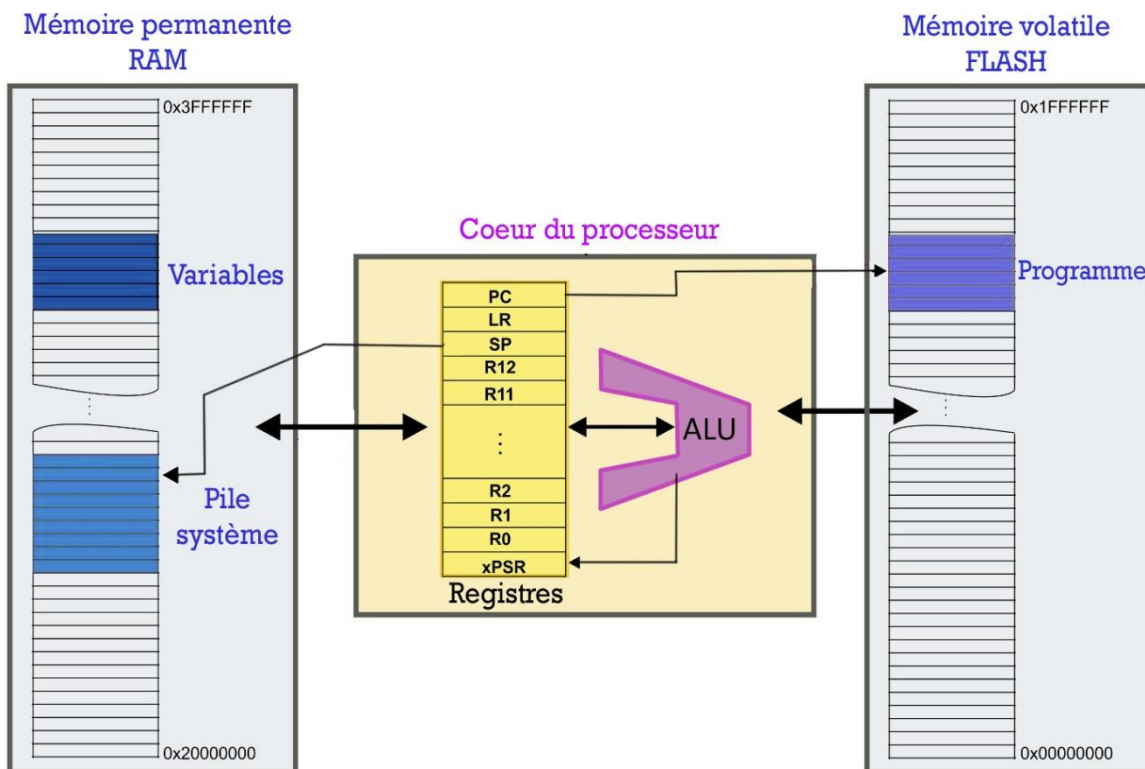 Mémoire permanente
RAM
0x3FFFFFF
Variables
Pile
système
0x20000000
Coeur du processeur
PC
LR
SP
R12
R11
R2
R1
R0
xPSR
Registres
ALU
Mémoire volatile
FLASH
0x1FFFFFF
Programme
0x00000000